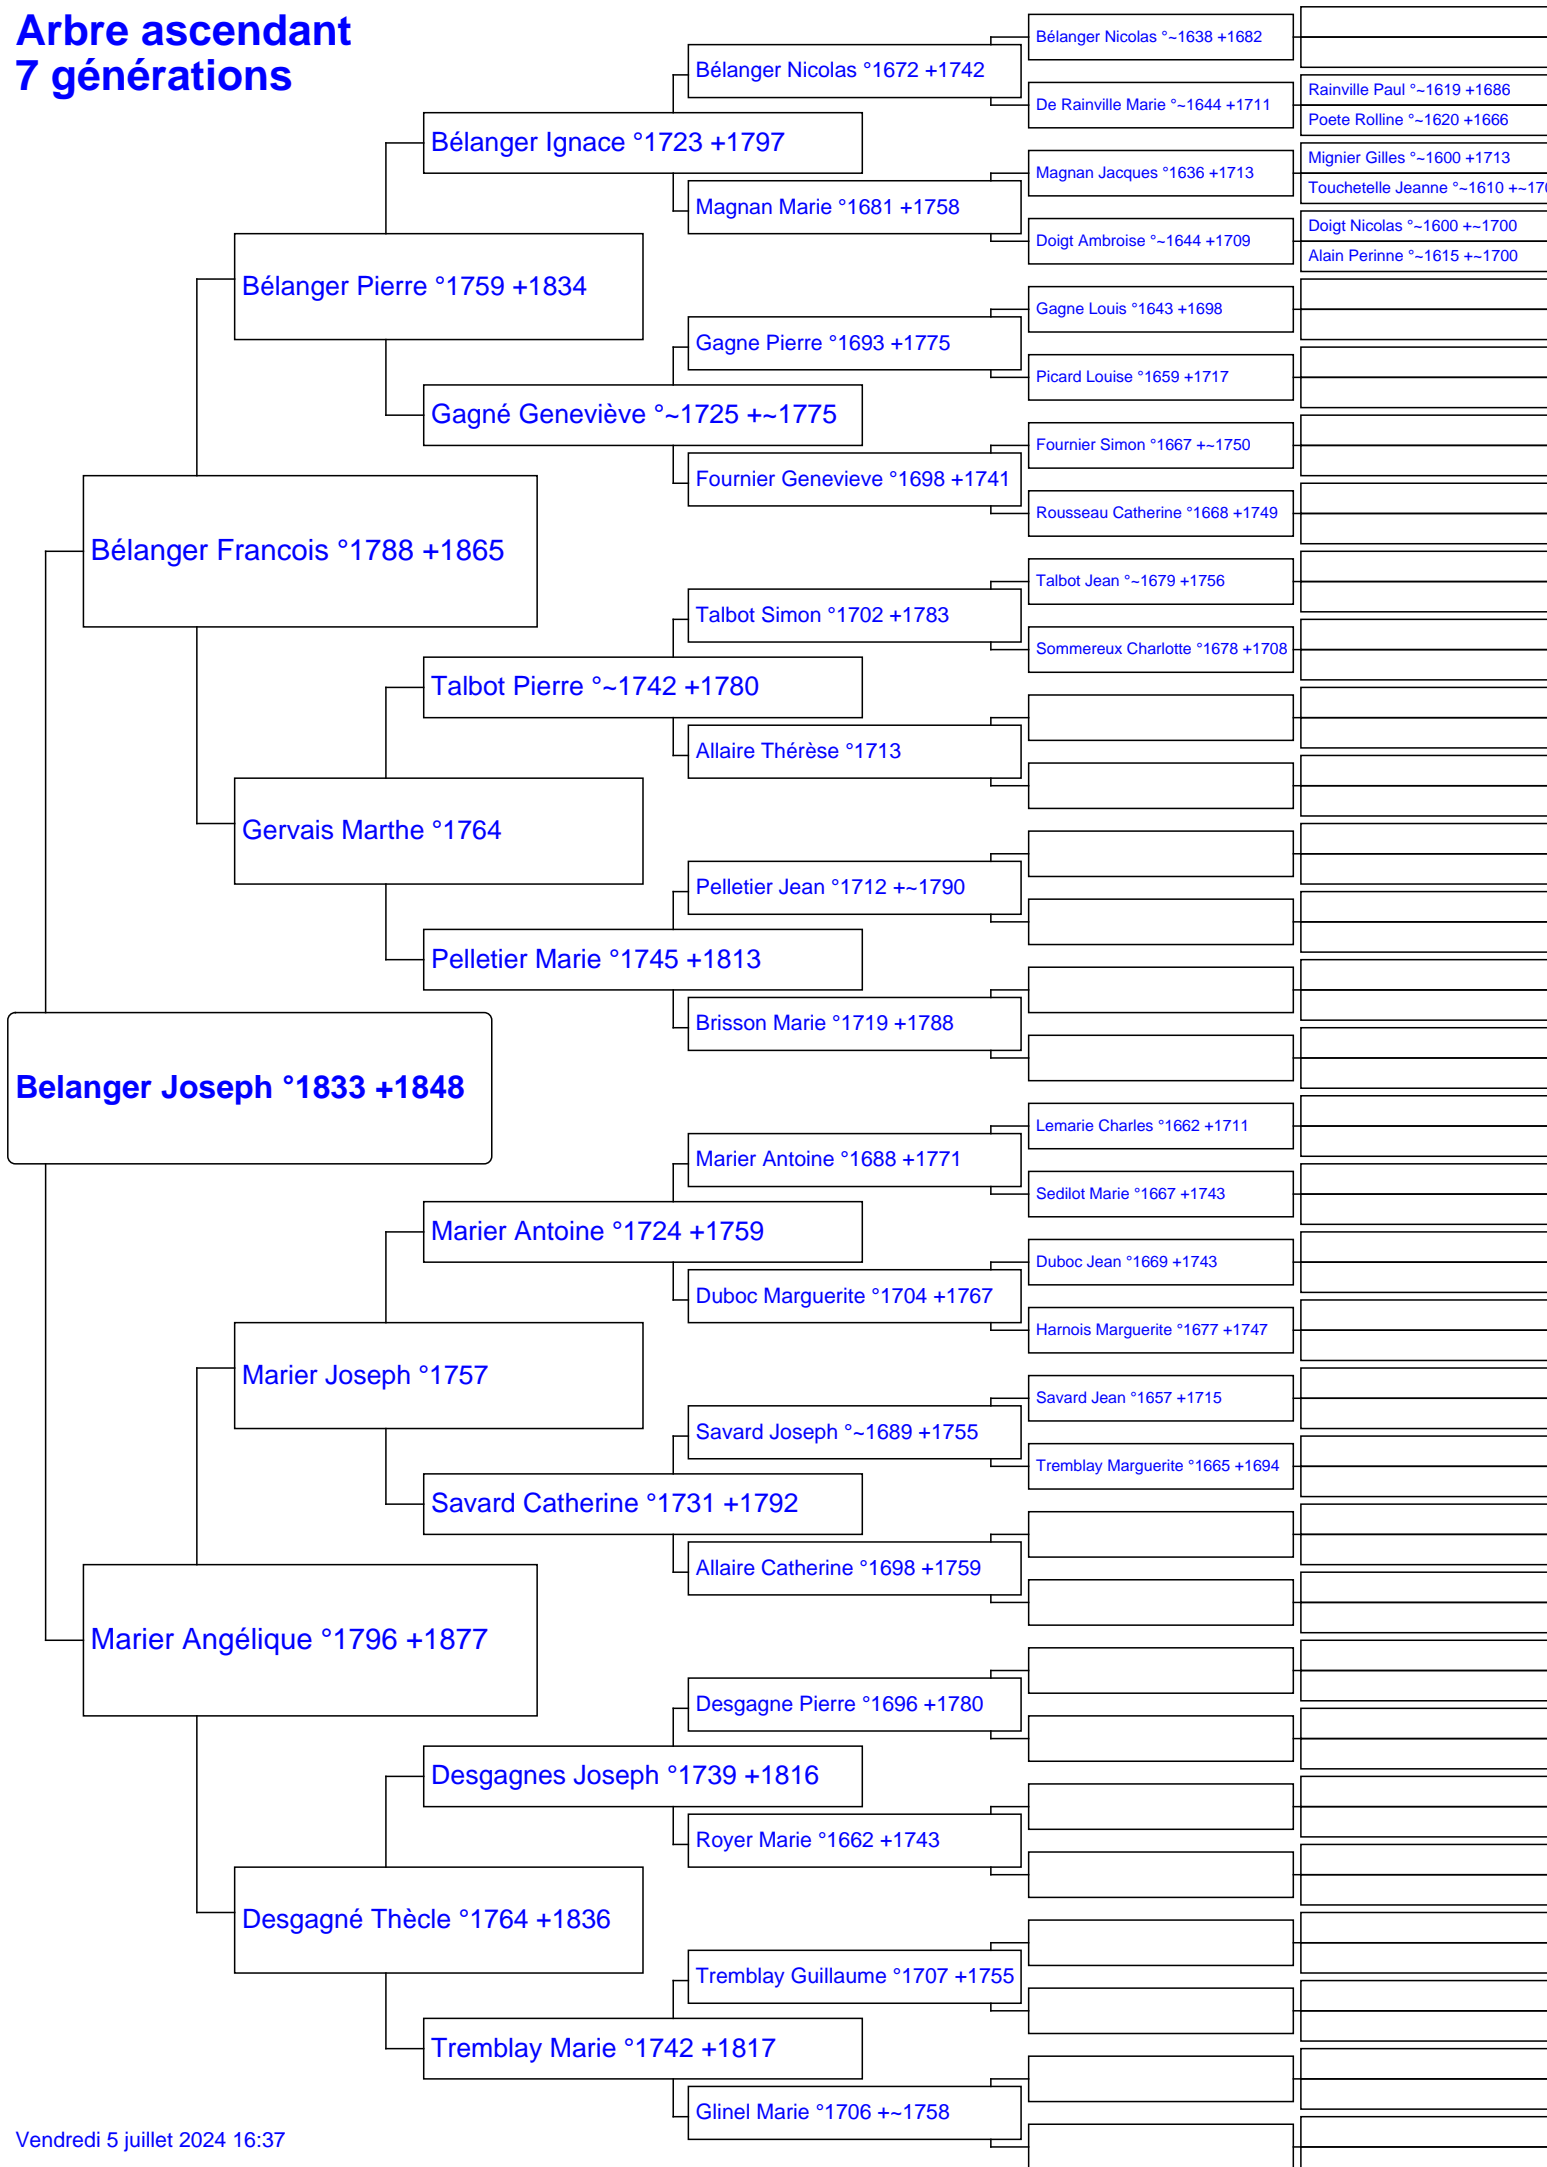 Arbre ascendant
7 générations
Bélanger Nicolas °~1638 +1682
Bélanger Nicolas °1672 +1742
De Rainville Marie °~1644 +1711
Rainville Paul °~1619 +1686
Poete Rolline °~1620 +1666
Bélanger Ignace °1723 +1797
Magnan Jacques °1636 +1713
Mignier Gilles °~1600 +1713
Touchetelle Jeanne °~1610 +~170
Magnan Marie °1681 +1758
Doigt Ambroise °~1644 +1709
Doigt Nicolas °~1600 +~1700
Alain Perinne °~1615 +~1700
Bélanger Pierre °1759 +1834
Gagne Louis °1643 +1698
Gagne Pierre °1693 +1775
Picard Louise °1659 +1717
Gagné Geneviève °~1725 +~1775
Fournier Simon °1667 +~1750
Fournier Genevieve °1698 +1741
Rousseau Catherine °1668 +1749
Bélanger Francois °1788 +1865
Talbot Jean °~1679 +1756
Talbot Simon °1702 +1783
Sommereux Charlotte °1678 +1708
Talbot Pierre °~1742 +1780
Allaire Thérèse °1713
Gervais Marthe °1764
Pelletier Jean °1712 +~1790
Pelletier Marie °1745 +1813
Brisson Marie °1719 +1788
Belanger Joseph °1833 +1848
Lemarie Charles °1662 +1711
Marier Antoine °1688 +1771
Sedilot Marie °1667 +1743
Marier Antoine °1724 +1759
Duboc Jean °1669 +1743
Duboc Marguerite °1704 +1767
Harnois Marguerite °1677 +1747
Marier Joseph °1757
Savard Jean °1657 +1715
Savard Joseph °~1689 +1755
Tremblay Marguerite °1665 +1694
Savard Catherine °1731 +1792
Allaire Catherine °1698 +1759
Marier Angélique °1796 +1877
Desgagne Pierre °1696 +1780
Desgagnes Joseph °1739 +1816
Royer Marie °1662 +1743
Desgagné Thècle °1764 +1836
Tremblay Guillaume °1707 +1755
Tremblay Marie °1742 +1817
Glinel Marie °1706 +~1758
Vendredi 5 juillet 2024 16:37